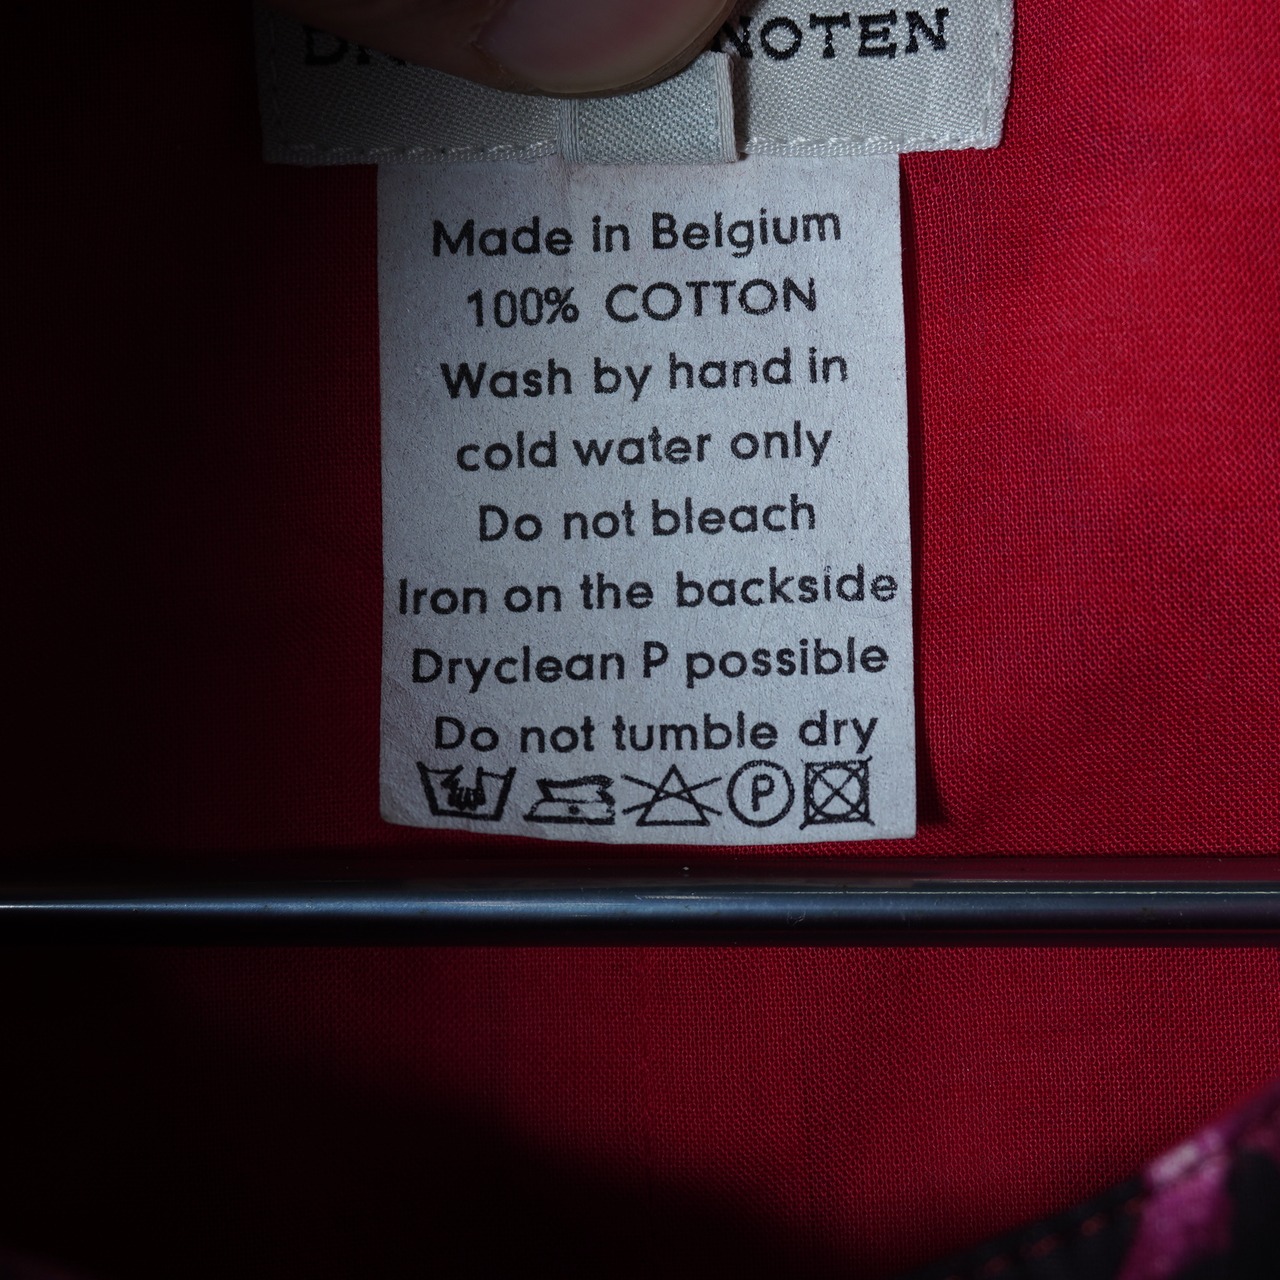 NOTEN
Made in Belgium
100% COTTON
Wash by hand in
cold water only
Do not bleach
Iron on the backside
Dryclean P possible
Do not tumble dry
P